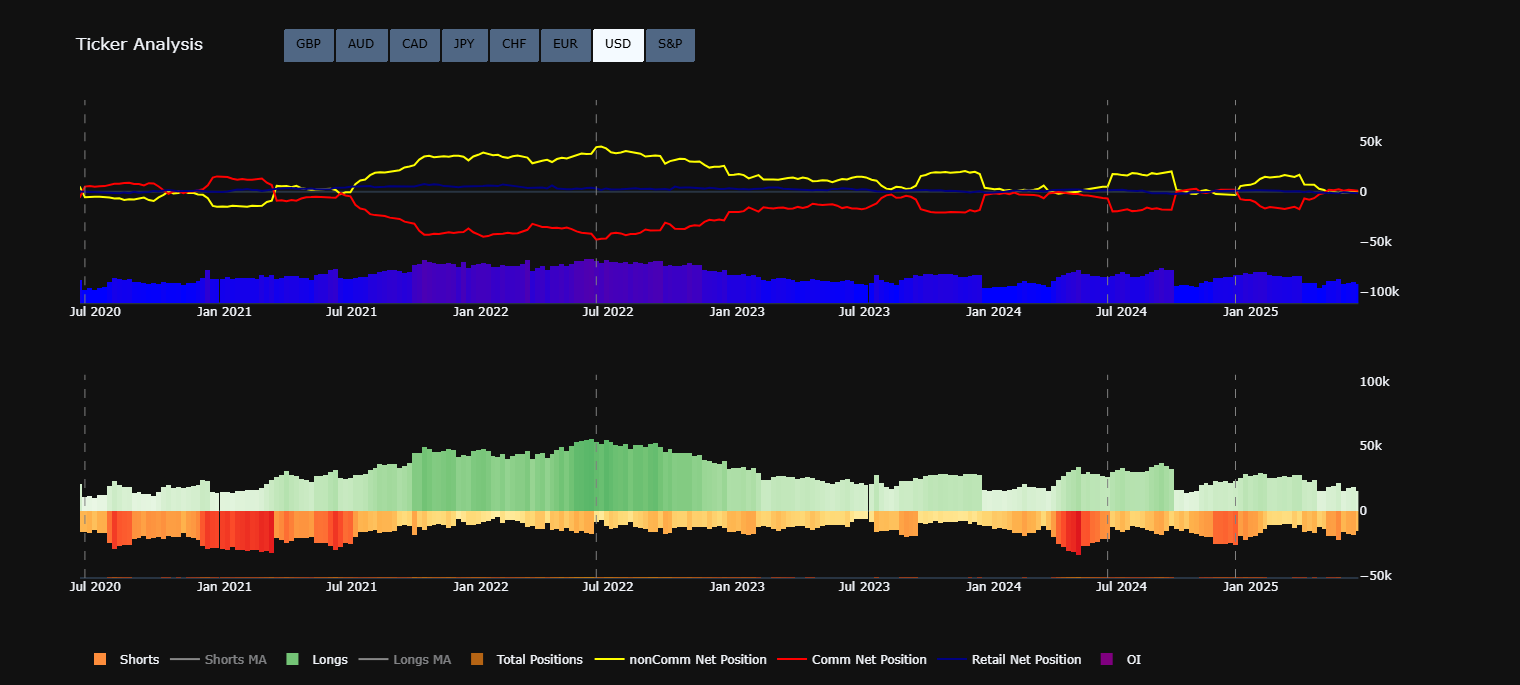 Ticker Analysis GBP AUD CAD JPY CHF EUR USD S&P
50k
0
−50k
−100k
Jul 2020 Jan 2021 Jul 2021 Jan 2022 Jul 2022 Jan 2023 Jul 2023 Jan 2024 Jul 2024 Jan 2025
100k
50k
0
−50k
Jul 2020 Jan 2021 Jul 2021 Jan 2022 Jul 2022 Jan 2023 Jul 2023 Jan 2024 Jul 2024 Jan 2025
Shorts Shorts MA Longs Longs MA Total Positions nonComm Net Position Comm Net Position Retail Net Position OI